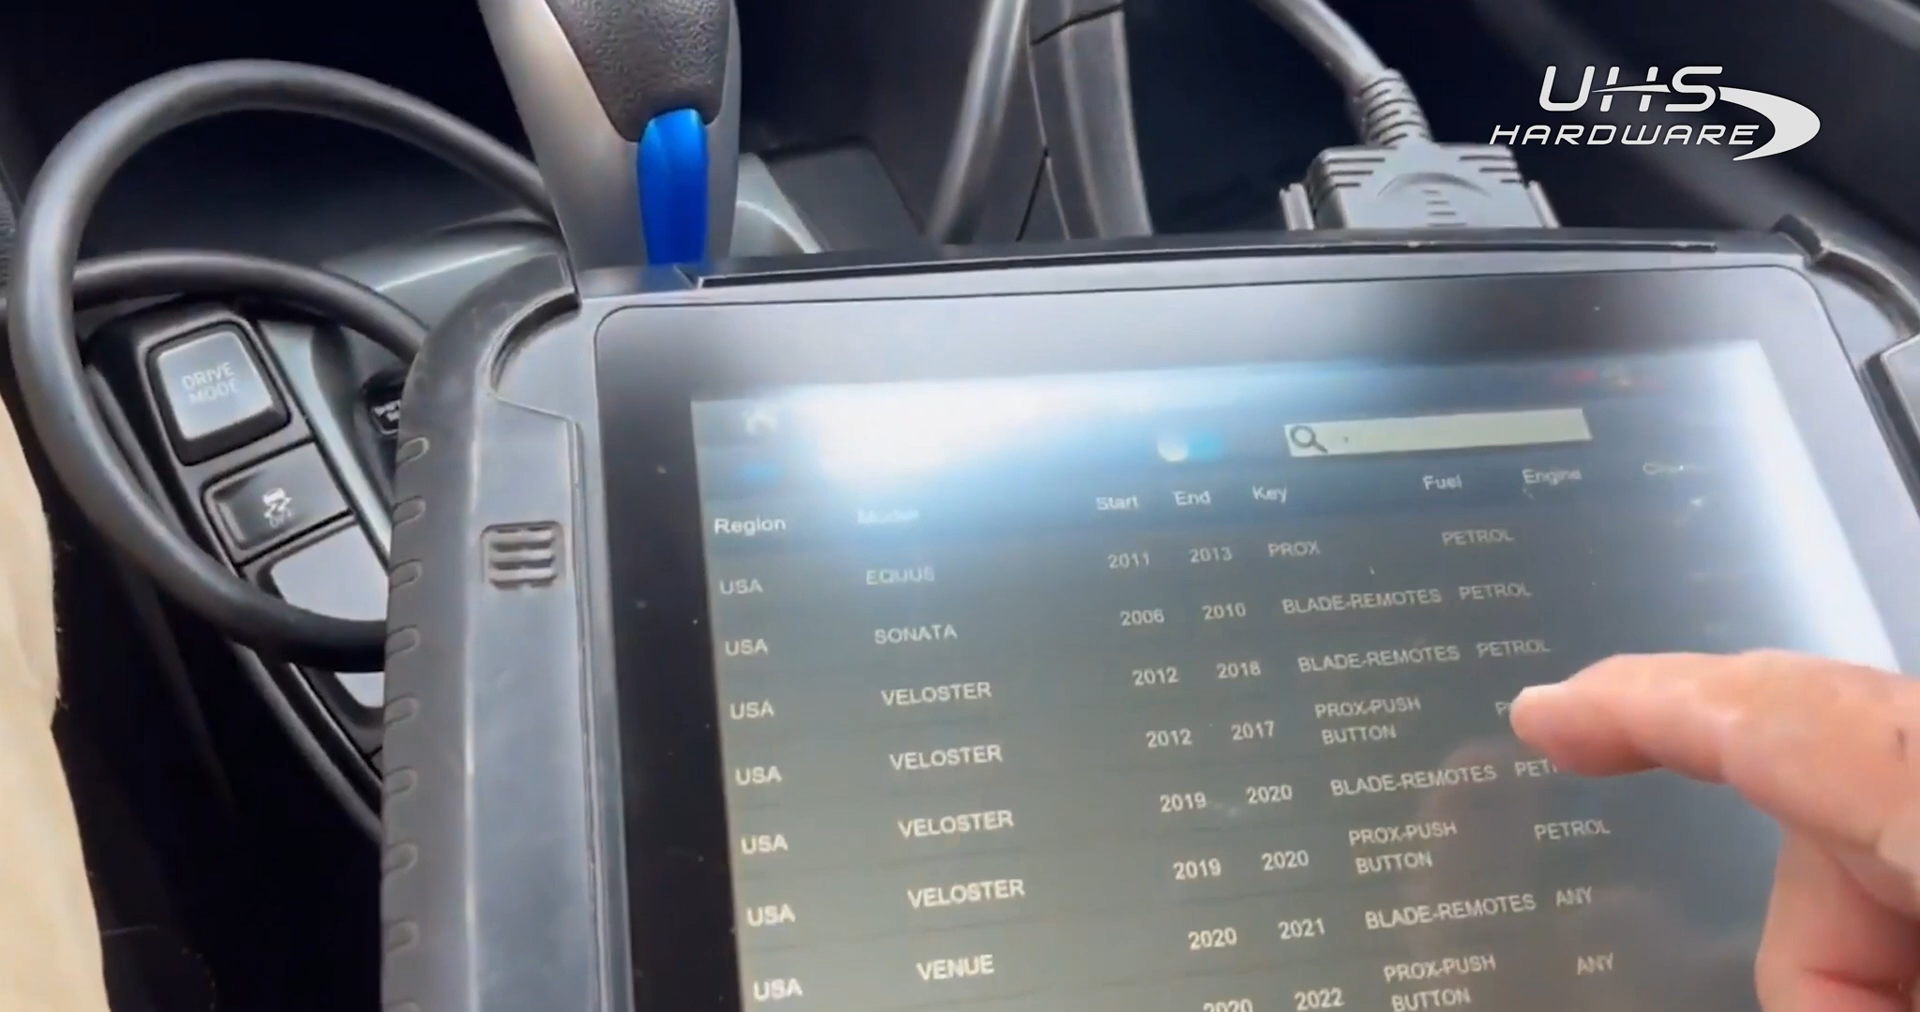 UHS
HARDWARE
DRIVE
MODE
OFF
Region Model Start End Key Fuel Engine
USA EQUUS 2011 2013 PROX PETROL
USA SONATA 2006 2010 BLADE-REMOTES PETROL
USA VELOSTER 2012 2018 BLADE-REMOTES PETROL
USA VELOSTER 2012 2017 PROX-PUSH
BUTTON
USA VELOSTER 2019 2020 BLADE-REMOTES
USA VELOSTER 2019 2020 PROX-PUSH
BUTTON PETROL
USA VENUE 2020 2021 BLADE-REMOTES ANY
2020 2022 PROX-PUSH
BUTTON ANY